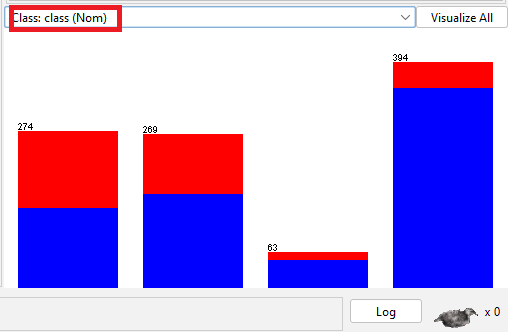 Class: class (Nom)
Visualize All
394
274
269
63
Log
x 0